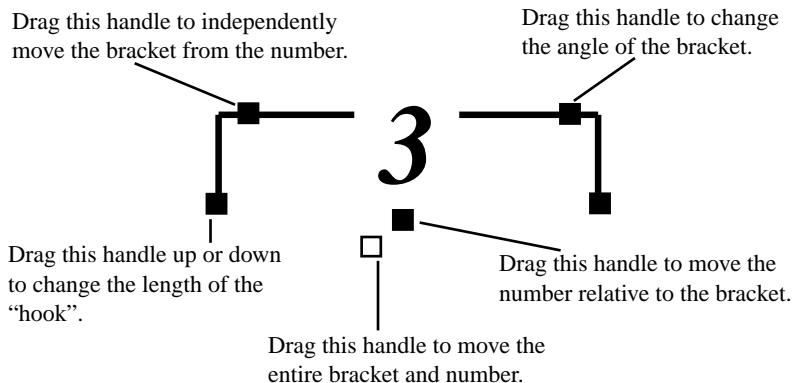 Drag this handle to independently
move the bracket from the number.
Drag this handle to change
the angle of the bracket.
3
Drag this handle up or down
to change the length of the
“hook”.
Drag this handle to move the
number relative to the bracket.
Drag this handle to move the
entire bracket and number.